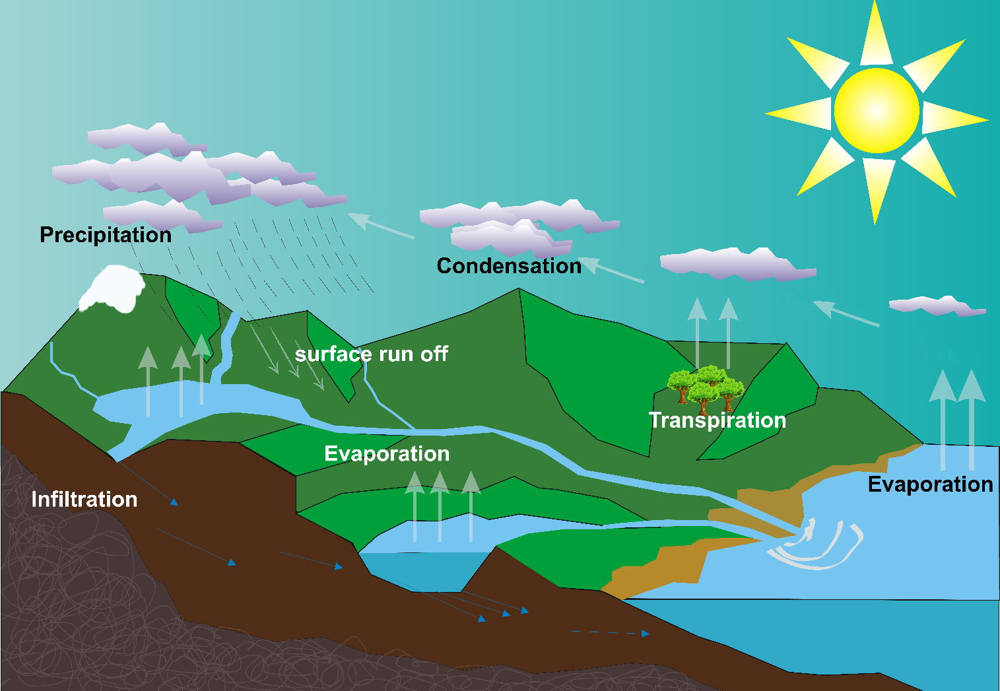 Precipitation
Condensation
surface run off
Transpiration
Evaporation
Evaporation
Infiltration